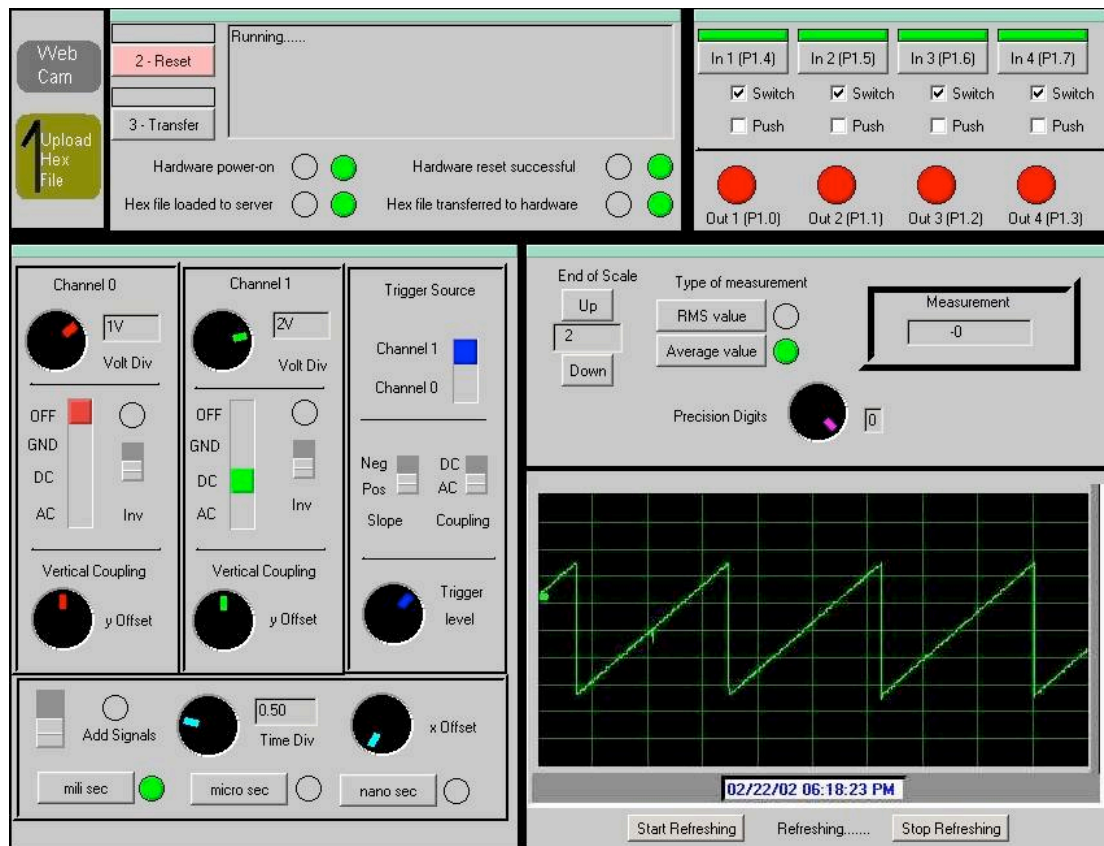 Web
Cam
1 Upload
Hex
File
2 - Reset
3 - Transfer
Running......
Hardware power-on
Hardware reset successful
Hex file loaded to server
Hex file transferred to hardware
In 1 (P1.4)
In 2 (P1.5)
In 3 (P1.6)
In 4 (P1.7)
Switch
Switch
Switch
Switch
Push
Push
Push
Push
Out 1 (P1.0)
Out 2 (P1.1)
Out 3 (P1.2)
Out 4 (P1.3)
Channel 0
1V
Volt Div
OFF
GND
DC
AC
Inv
Vertical Coupling
y Offset
Channel 1
2V
Volt Div
OFF
GND
DC
AC
Inv
Vertical Coupling
y Offset
Trigger Source
Channel 1
Channel 0
Neg
Pos
Slope
DC
AC
Coupling
Trigger
level
Add Signals
0.50
Time Div
x Offset
mili sec
micro sec
nano sec
End of Scale
Up
2
Down
Type of measurement
RMS value
Average value
Precision Digits
0
Measurement
-0
02/22/02 06:18:23 PM
Start Refreshing
Refreshing.......
Stop Refreshing